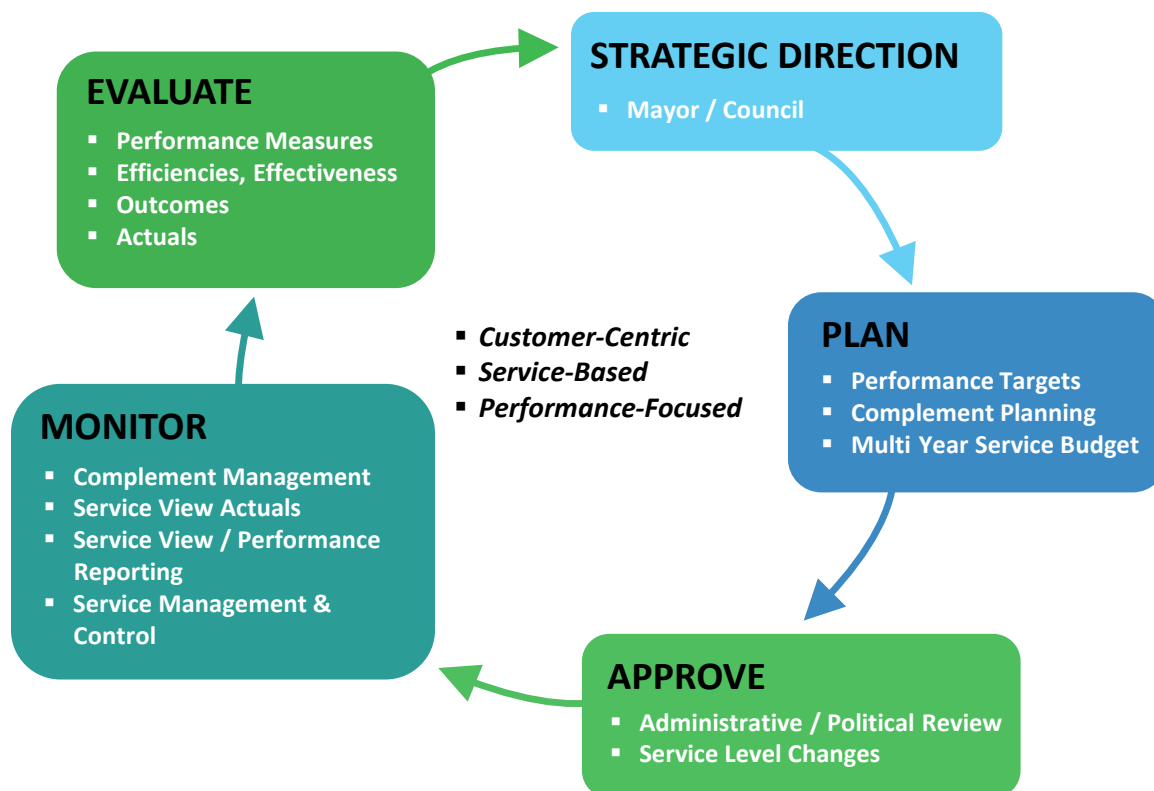 STRATEGIC DIRECTION
▪ Mayor / Council
EVALUATE
▪ Performance Measures
▪ Efficiencies, Effectiveness
▪ Outcomes
▪ Actuals
▪ Customer-Centric
▪ Service-Based
▪ Performance-Focused
PLAN
▪ Performance Targets
▪ Complement Planning
▪ Multi Year Service Budget
MONITOR
▪ Complement Management
▪ Service View Actuals
▪ Service View / Performance
Reporting
▪ Service Management &
Control
APPROVE
▪ Administrative / Political Review
▪ Service Level Changes